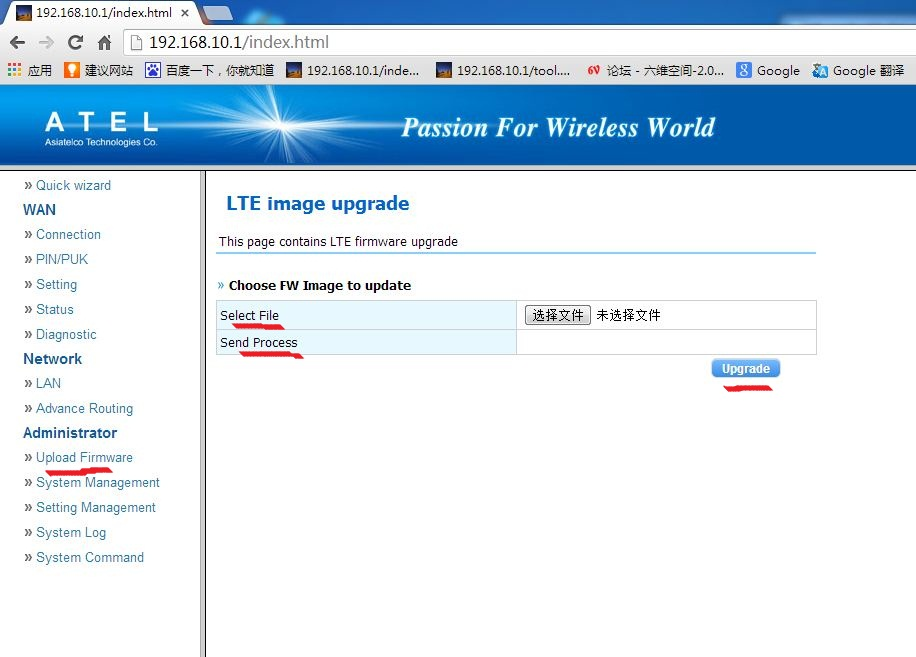 192.168.10.1/index.html
192.168.10.1/index.html
应用 建议网站 百度一下，你就知道 192.168.10.1/inde... 192.168.10.1/tool.... 6V 论坛 - 六维空间-2.0... 8 Google Google 翻译
ATEL
Asiatelco Technologies Co.
Passion For Wireless World
» Quick wizard
WAN
» Connection
» PIN/PUK
» Setting
» Status
» Diagnostic
Network
» LAN
» Advance Routing
Administrator
» Upload Firmware
» System Management
» Setting Management
» System Log
» System Command
LTE image upgrade
This page contains LTE firmware upgrade
» Choose FW Image to update
Select File 选择文件 未选择文件
Send Process
Upgrade